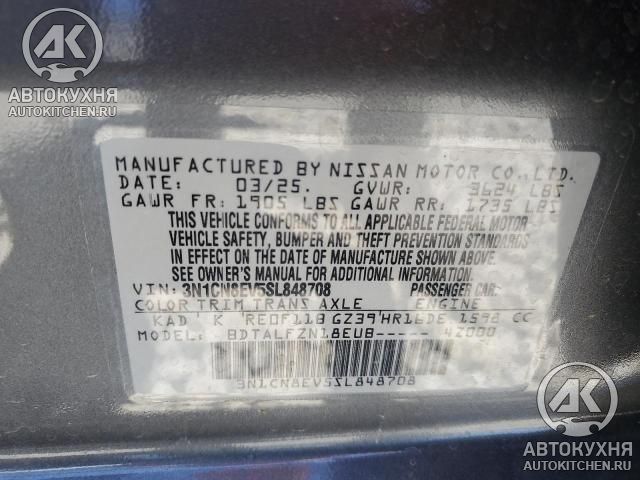 АВТОКУХНЯ
AUTOKITCHEN.RU
MANUFACTURED BY NISSAN MOTOR CO., LTD.
DATE: 03/25. GVWR: 3624 LBS
GAWR FR: 1905 LBS GAWR RR: 1735 LBS
THIS VEHICLE CONFORMS TO ALL APPLICABLE FEDERAL MOTOR
VEHICLE SAFETY, BUMPER AND THEFT PREVENTION STANDARDS
IN EFFECT ON THE DATE OF MANUFACTURE SHOWN ABOVE.
SEE OWNER'S MANUAL FOR ADDITIONAL INFORMATION.
VIN: 3N1CN8EV5SL848708 PASSENGER CAR:
COLOR TRIM TRANS AXLE ENGINE
KAD K RE0F11B GZ39 HR16DE 1598 CC
MODEL: BDTALFZN18EUB----- 4Z000
3N1CN8EV5SL848708
АК
АВТОКУХНЯ
AUTOKITCHEN.RU